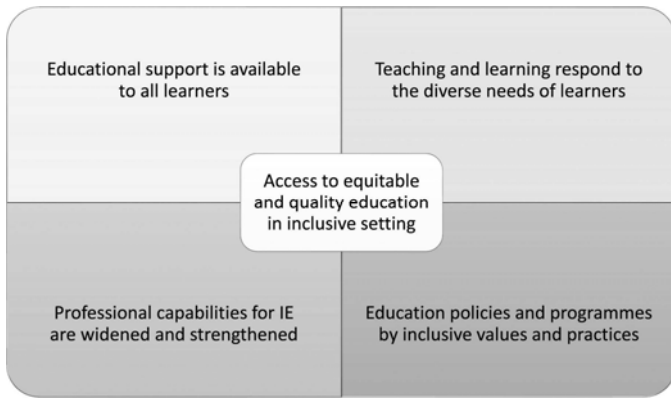 Educational support is available
to all learners
Teaching and learning respond to
the diverse needs of learners
Access to equitable
and quality education
in inclusive setting
Professional capabilities for IE
are widened and strengthened
Education policies and programmes
by inclusive values and practices